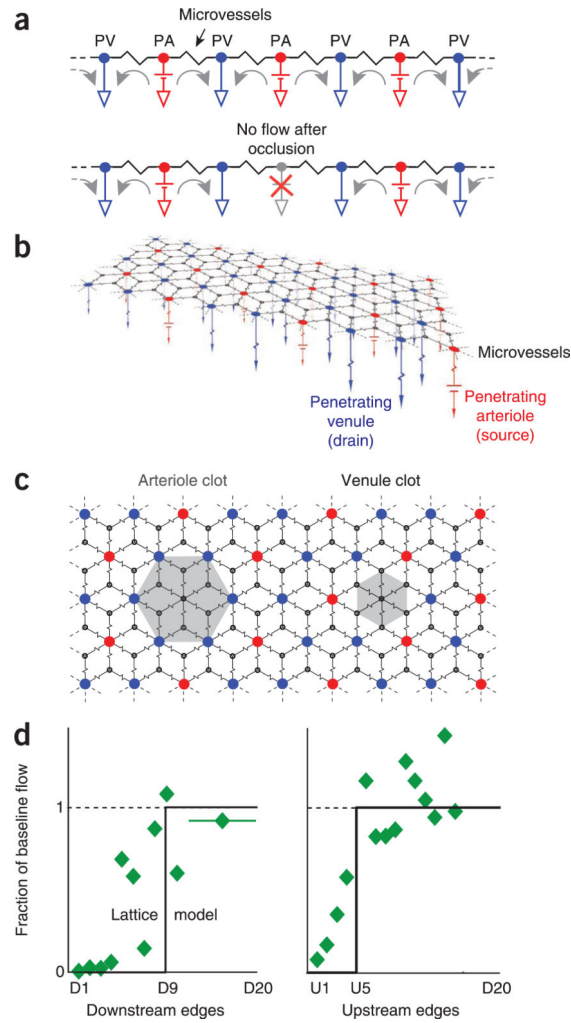 a
Microvessels
PV PA PV PA PV PA PV
No flow after
occlusion
b
Microvessels
Penetrating
venule
(drain)
Penetrating
arteriole
(source)
c
Arteriole clot Venule clot
d
Fraction of baseline flow
1
0
Lattice model
D1 D9 D20
Downstream edges
1
U1 U5 D20
Upstream edges